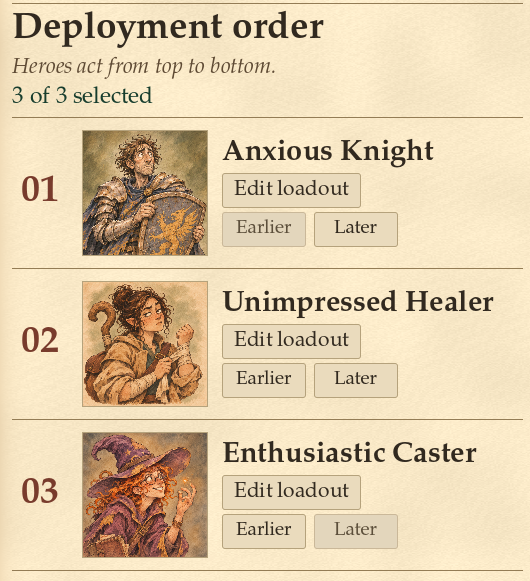 Deployment order
Heroes act from top to bottom.
3 of 3 selected
01
Anxious Knight
Edit loadout
Earlier Later
02
Unimpressed Healer
Edit loadout
Earlier Later
03
Enthusiastic Caster
Edit loadout
Earlier Later